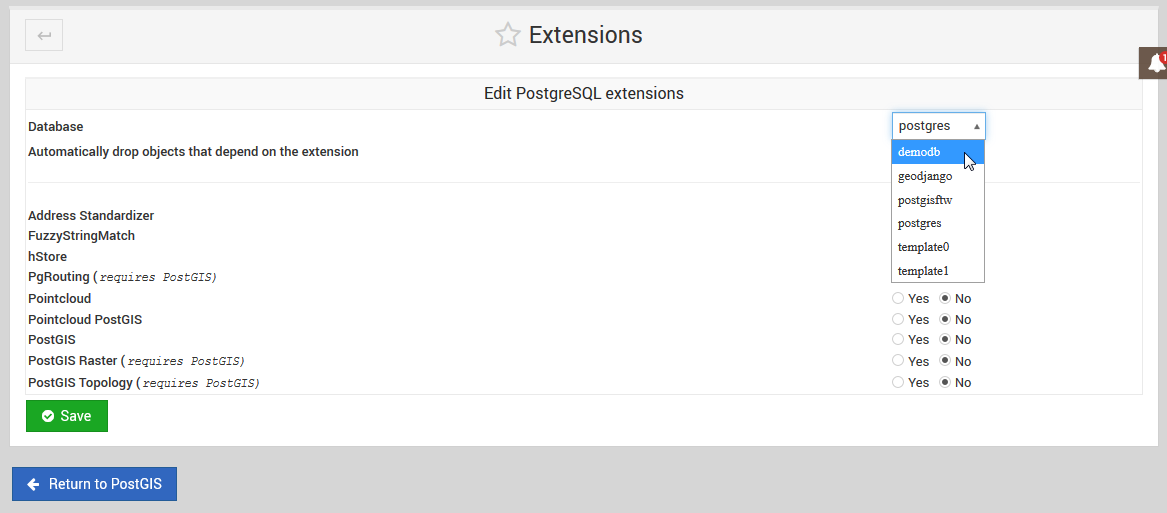 Extensions
1
Edit PostgreSQL extensions
Database postgres
Automatically drop objects that depend on the extension
demodb
geodjango
postgisftw
postgres
template0
template1
Address Standardizer
FuzzyStringMatch
hStore
PgRouting (requires PostGIS)
Pointcloud Yes No
Pointcloud PostGIS Yes No
PostGIS Yes No
PostGIS Raster (requires PostGIS) Yes No
PostGIS Topology (requires PostGIS) Yes No
Save
Return to PostGIS